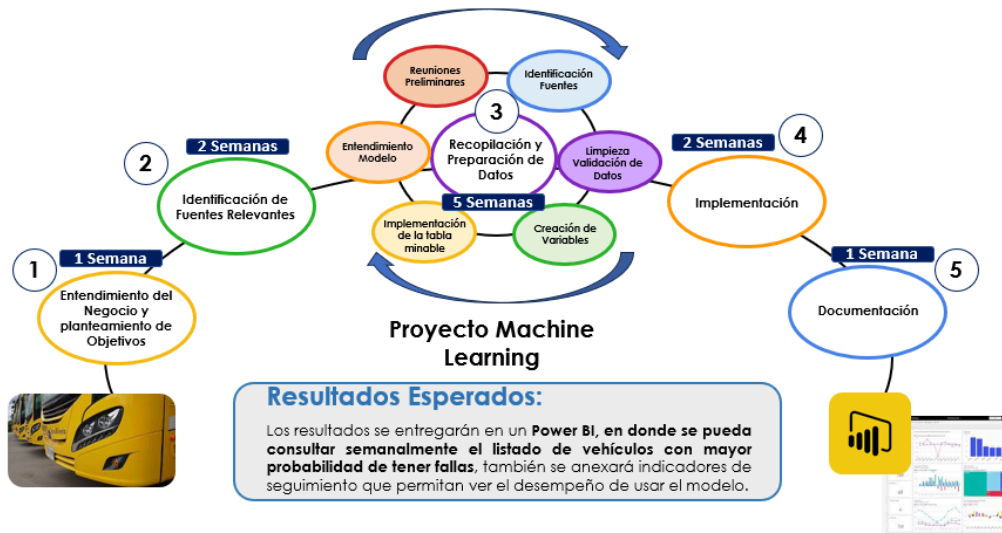 1
1 Semana
Entendimiento del
Negocio y
planteamiento de
Objetivos
2
2 Semanas
Identificación de
Fuentes Relevantes
3
Recopilación y
Preparación de
Datos
5 Semanas
Reuniones
Preliminares
Identificación
Fuentes
Limpieza
Validación de
Datos
Creación de
Variables
Implementación
de la tabla
minable
Entendimiento
Modelo
2 Semanas
4
Implementación
1 Semana
5
Documentación
Proyecto Machine
Learning
Resultados Esperados:
Los resultados se entregarán en un Power BI, en donde se pueda
consultar semanalmente el listado de vehículos con mayor
probabilidad de tener fallas, también se anexará indicadores de
seguimiento que permitan ver el desempeño de usar el modelo.